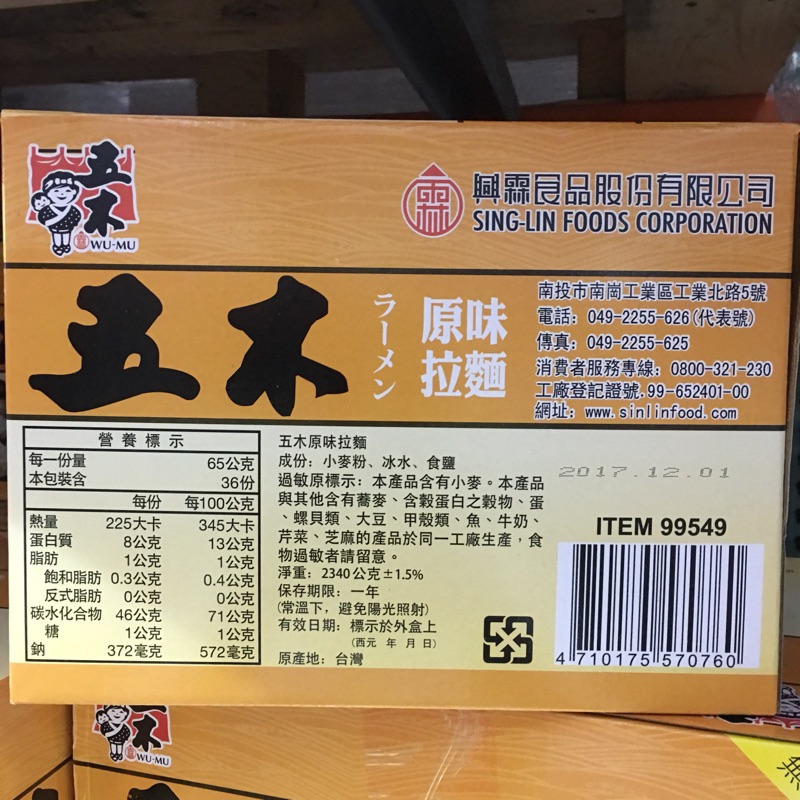 五木
WU-MU
興霖食品股份有限公司
SING-LIN FOODS CORPORATION
五木
ラーメン
原味
拉麵
南投市南崗工業區工業北路5號
電話：049-2255-626(代表號)
傳真：049-2255-625
消費者服務專線：0800-321-230
工廠登記證號.99-652401-00
網址：www.sinlinfood.com
營養標示
每一份量 65公克
本包裝含 36份
每份 每100公克
熱量 225大卡 345大卡
蛋白質 8公克 13公克
脂肪 1公克 1公克
飽和脂肪 0.3公克 0.4公克
反式脂肪 0公克 0公克
碳水化合物 46公克 71公克
糖 1公克 1公克
鈉 372毫克 572毫克
五木原味拉麵
成份：小麥粉、冰水、食鹽
過敏原標示：本產品含有小麥。本產品
與其他含有蕎麥、含穀蛋白之穀物、蛋
、螺貝類、大豆、甲殼類、魚、牛奶、
芹菜、芝麻的產品於同一工廠生產，食
物過敏者請留意。
淨重：2340公克±1.5%
保存期限：一年
(常溫下，避免陽光照射)
有效日期：標示於外盒上
(西元 年 月 日)
原產地：台灣
2017.12.01
ITEM 99549
4 710175 570760
五木
WU-MU
無